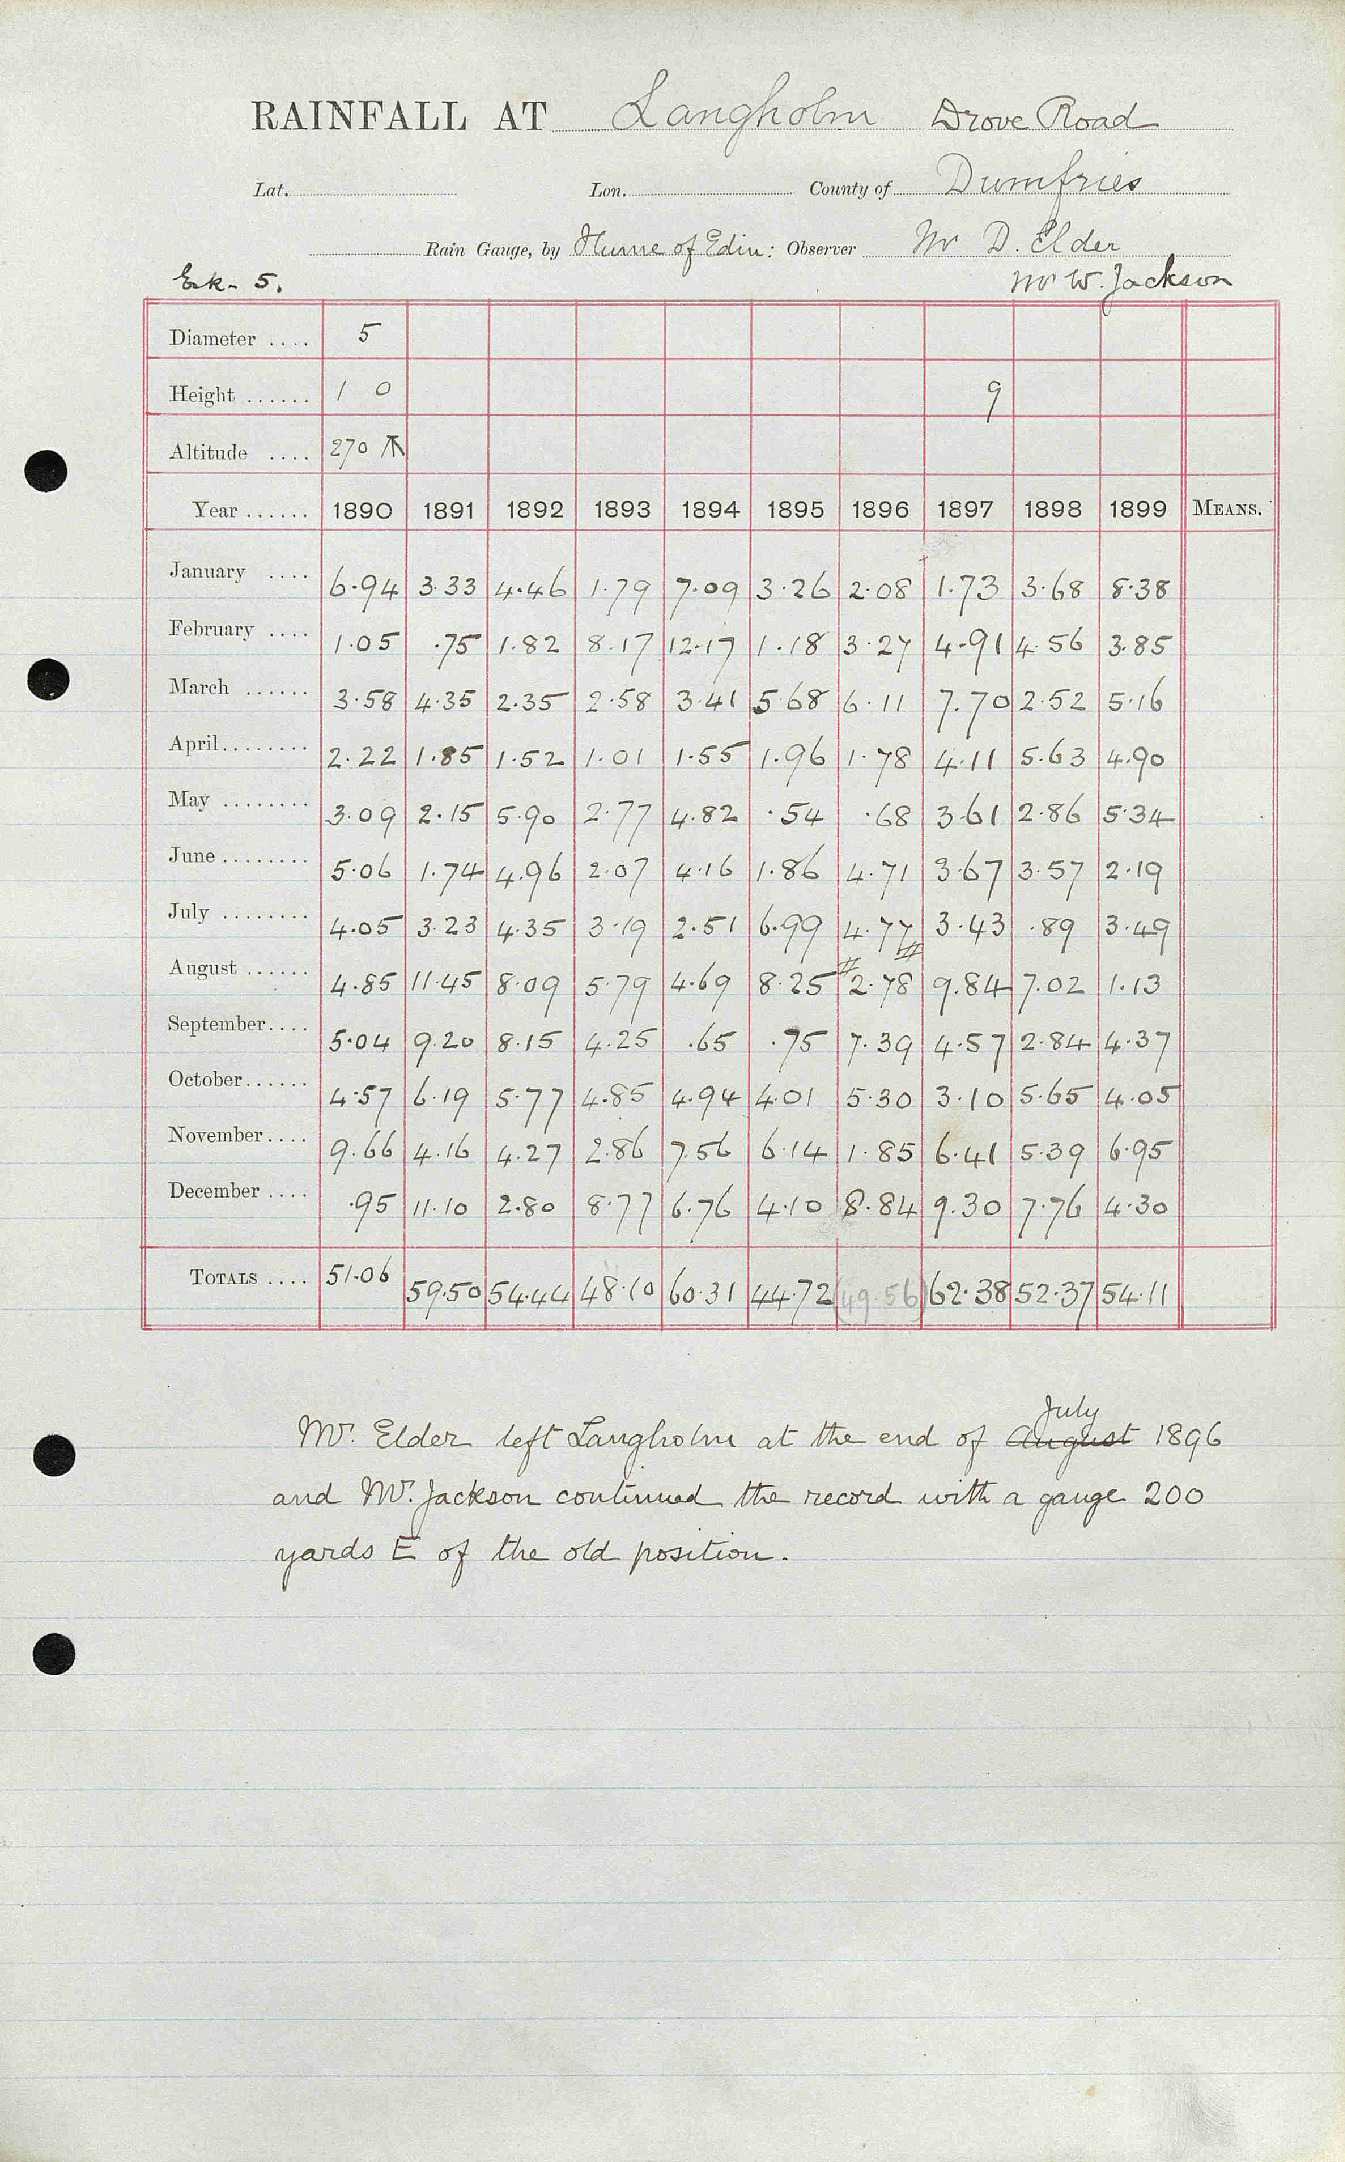 RAINFALL AT Langholm Drove Road
Lat. Lon. County of Dumfries
Rain Gauge, by Hume of Edin: Observer Mr D. Elder
Ek. 5. Mr W. Jackson
Diameter .... 5
Height ...... 1 0 9
Altitude .... 270
Year ...... 1890 1891 1892 1893 1894 1895 1896 1897 1898 1899 MEANS.
January .... 6.94 3.33 4.46 1.79 7.09 3.26 2.08 1.73 3.68 8.38
February .... 1.05 .75 1.82 8.17 12.17 1.18 3.27 4.91 4.56 3.85
March ...... 3.58 4.35 2.35 2.58 3.41 5.68 6.11 7.70 2.52 5.16
April........ 2.22 1.85 1.52 1.01 1.55 1.96 1.78 4.11 5.63 4.90
May ........ 3.09 2.15 5.90 2.77 4.82 .54 .68 3.61 2.86 5.34
June ........ 5.06 1.74 4.96 2.07 4.16 1.86 4.71 3.67 3.57 2.19
July ........ 4.05 3.23 4.35 3.19 2.51 6.99 4.77 3.43 .89 3.49
August ...... 4.85 11.45 8.09 5.79 4.69 8.25 2.78 9.84 7.02 1.13
September.... 5.04 9.20 8.15 4.25 .65 .75 7.39 4.57 2.84 4.37
October...... 4.57 6.19 5.77 4.85 4.94 4.01 5.30 3.10 5.65 4.05
November.... 9.66 4.16 4.27 2.86 7.56 6.14 1.85 6.41 5.39 6.95
December .... .95 11.10 2.80 8.77 6.76 4.10 8.84 9.30 7.76 4.30
TOTALS .... 51.06 59.50 54.44 48.10 60.31 44.72 (49.56) 62.38 52.37 54.11
July
Mr. Elder left Langholm at the end of August 1896
and Mr. Jackson continued the record with a gauge 200
yards E of the old position.